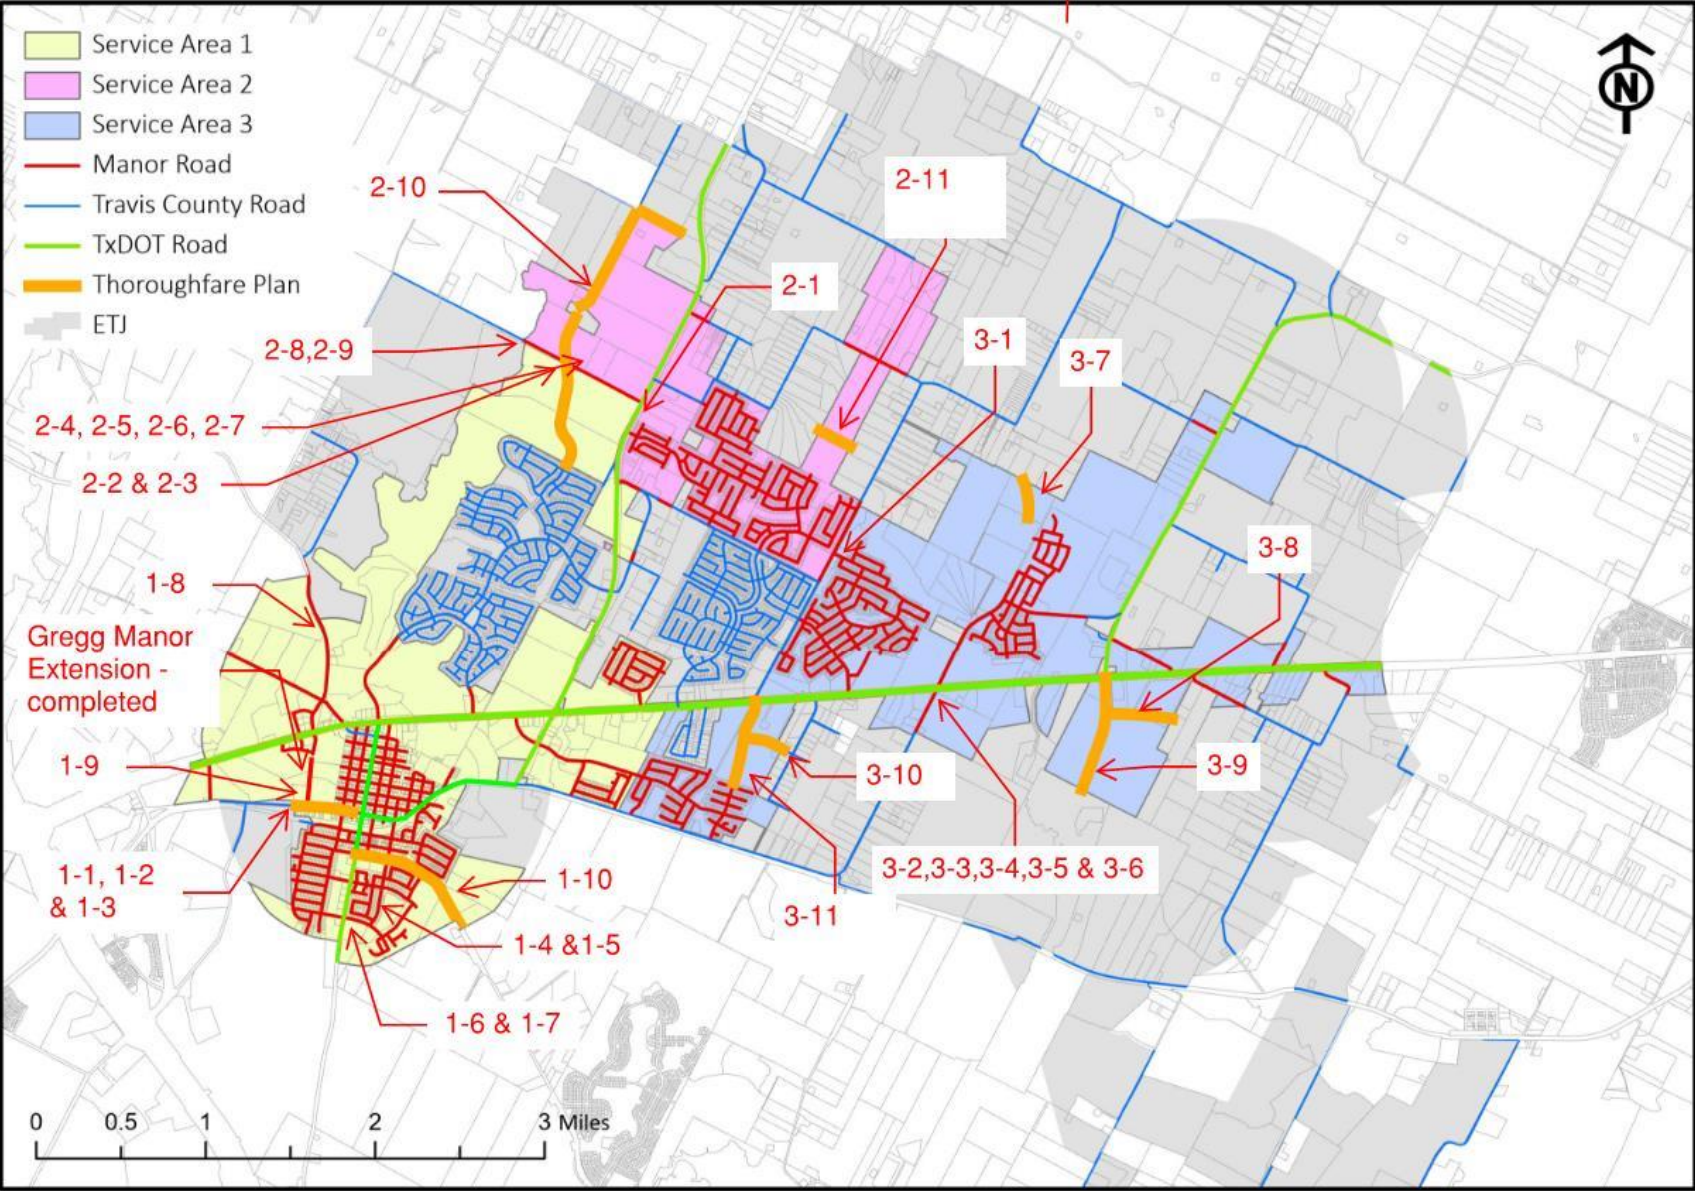 Service Area 1
Service Area 2
Service Area 3
Manor Road
Travis County Road
TxDOT Road
Thoroughfare Plan
ETJ
N
2-10
2-11
2-1
2-8,2-9
3-1
3-7
2-4, 2-5, 2-6, 2-7
2-2 & 2-3
3-8
1-8
Gregg Manor
Extension -
completed
1-9
3-10
3-9
1-1, 1-2
& 1-3
1-10
3-2,3-3,3-4,3-5 & 3-6
3-11
1-4 &1-5
1-6 & 1-7
0 0.5 1 2 3 Miles